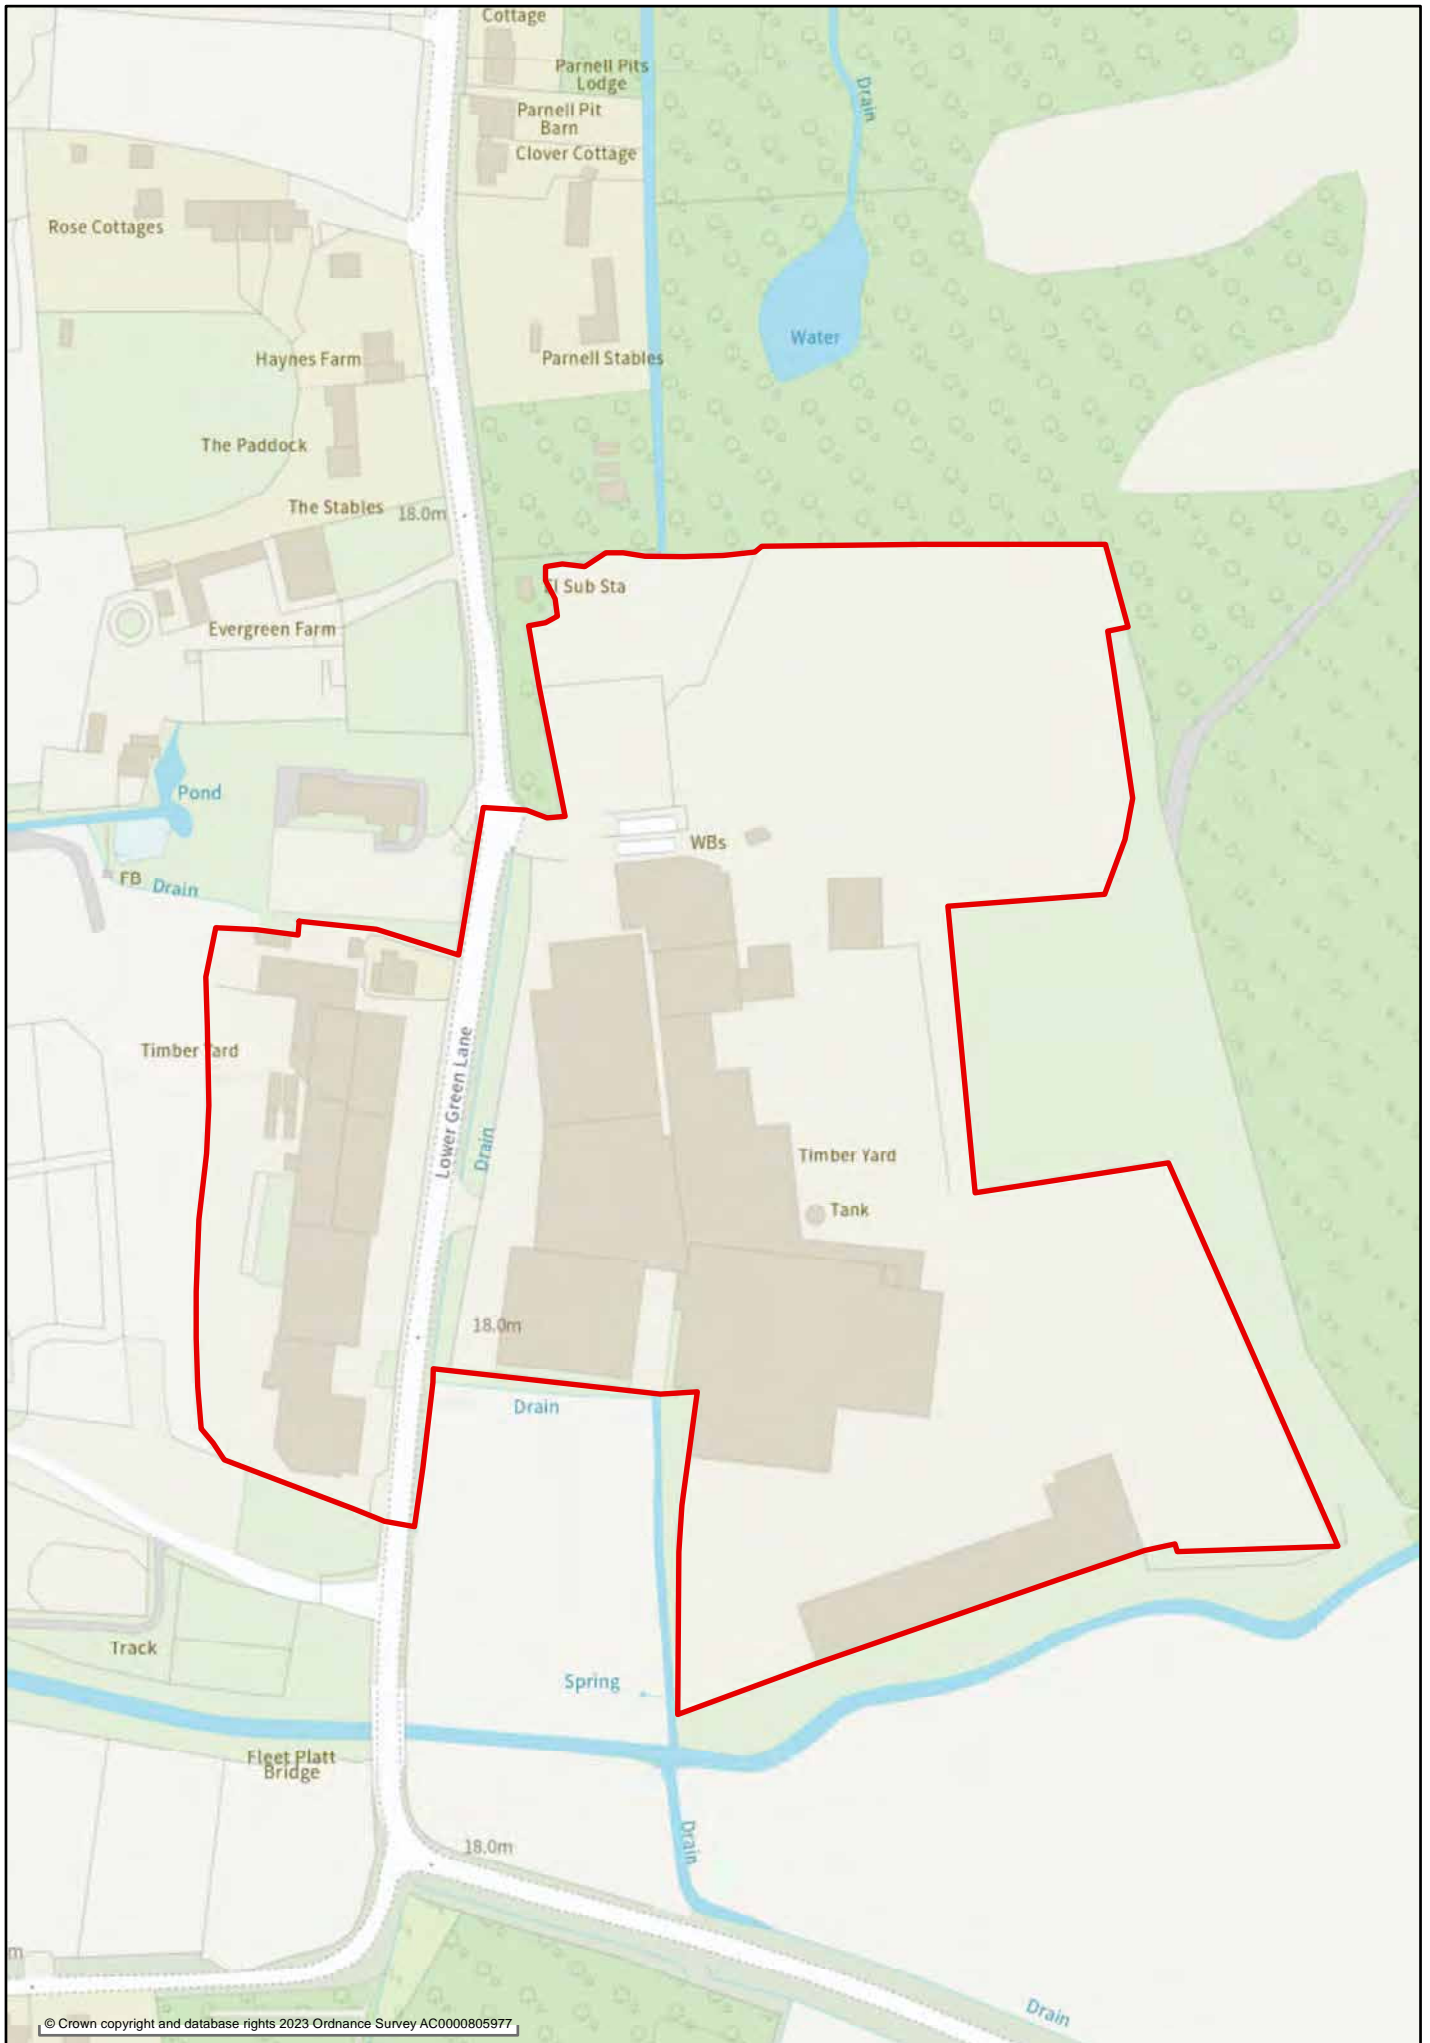 Cottage
Parnell Pits
Lodge
Drain
Parnell Pit
Barn
Clover Cottage
Rose Cottages
Water
Haynes Farm
Parnell Stables
The Paddock
The Stables
18.0m
El Sub Sta
Evergreen Farm
Pond
WBs
FB
Drain
Timber Yard
Lower Green Lane
Drain
Timber Yard
Tank
18.0m
Drain
Track
Spring
Fleet Platt
Bridge
Drain
18.0m
m
Drain
© Crown copyright and database rights 2023 Ordnance Survey AC0000805977